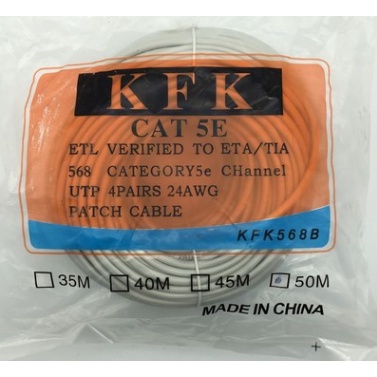 KFK
CAT 5E
ETL VERIFIED TO ETA/TIA
568 CATEGORY5e CHannel
UTP 4PAIRS 24AWG
PATCH CABLE
KFK568B
35M 40M 45M 50M
MADE IN CHINA